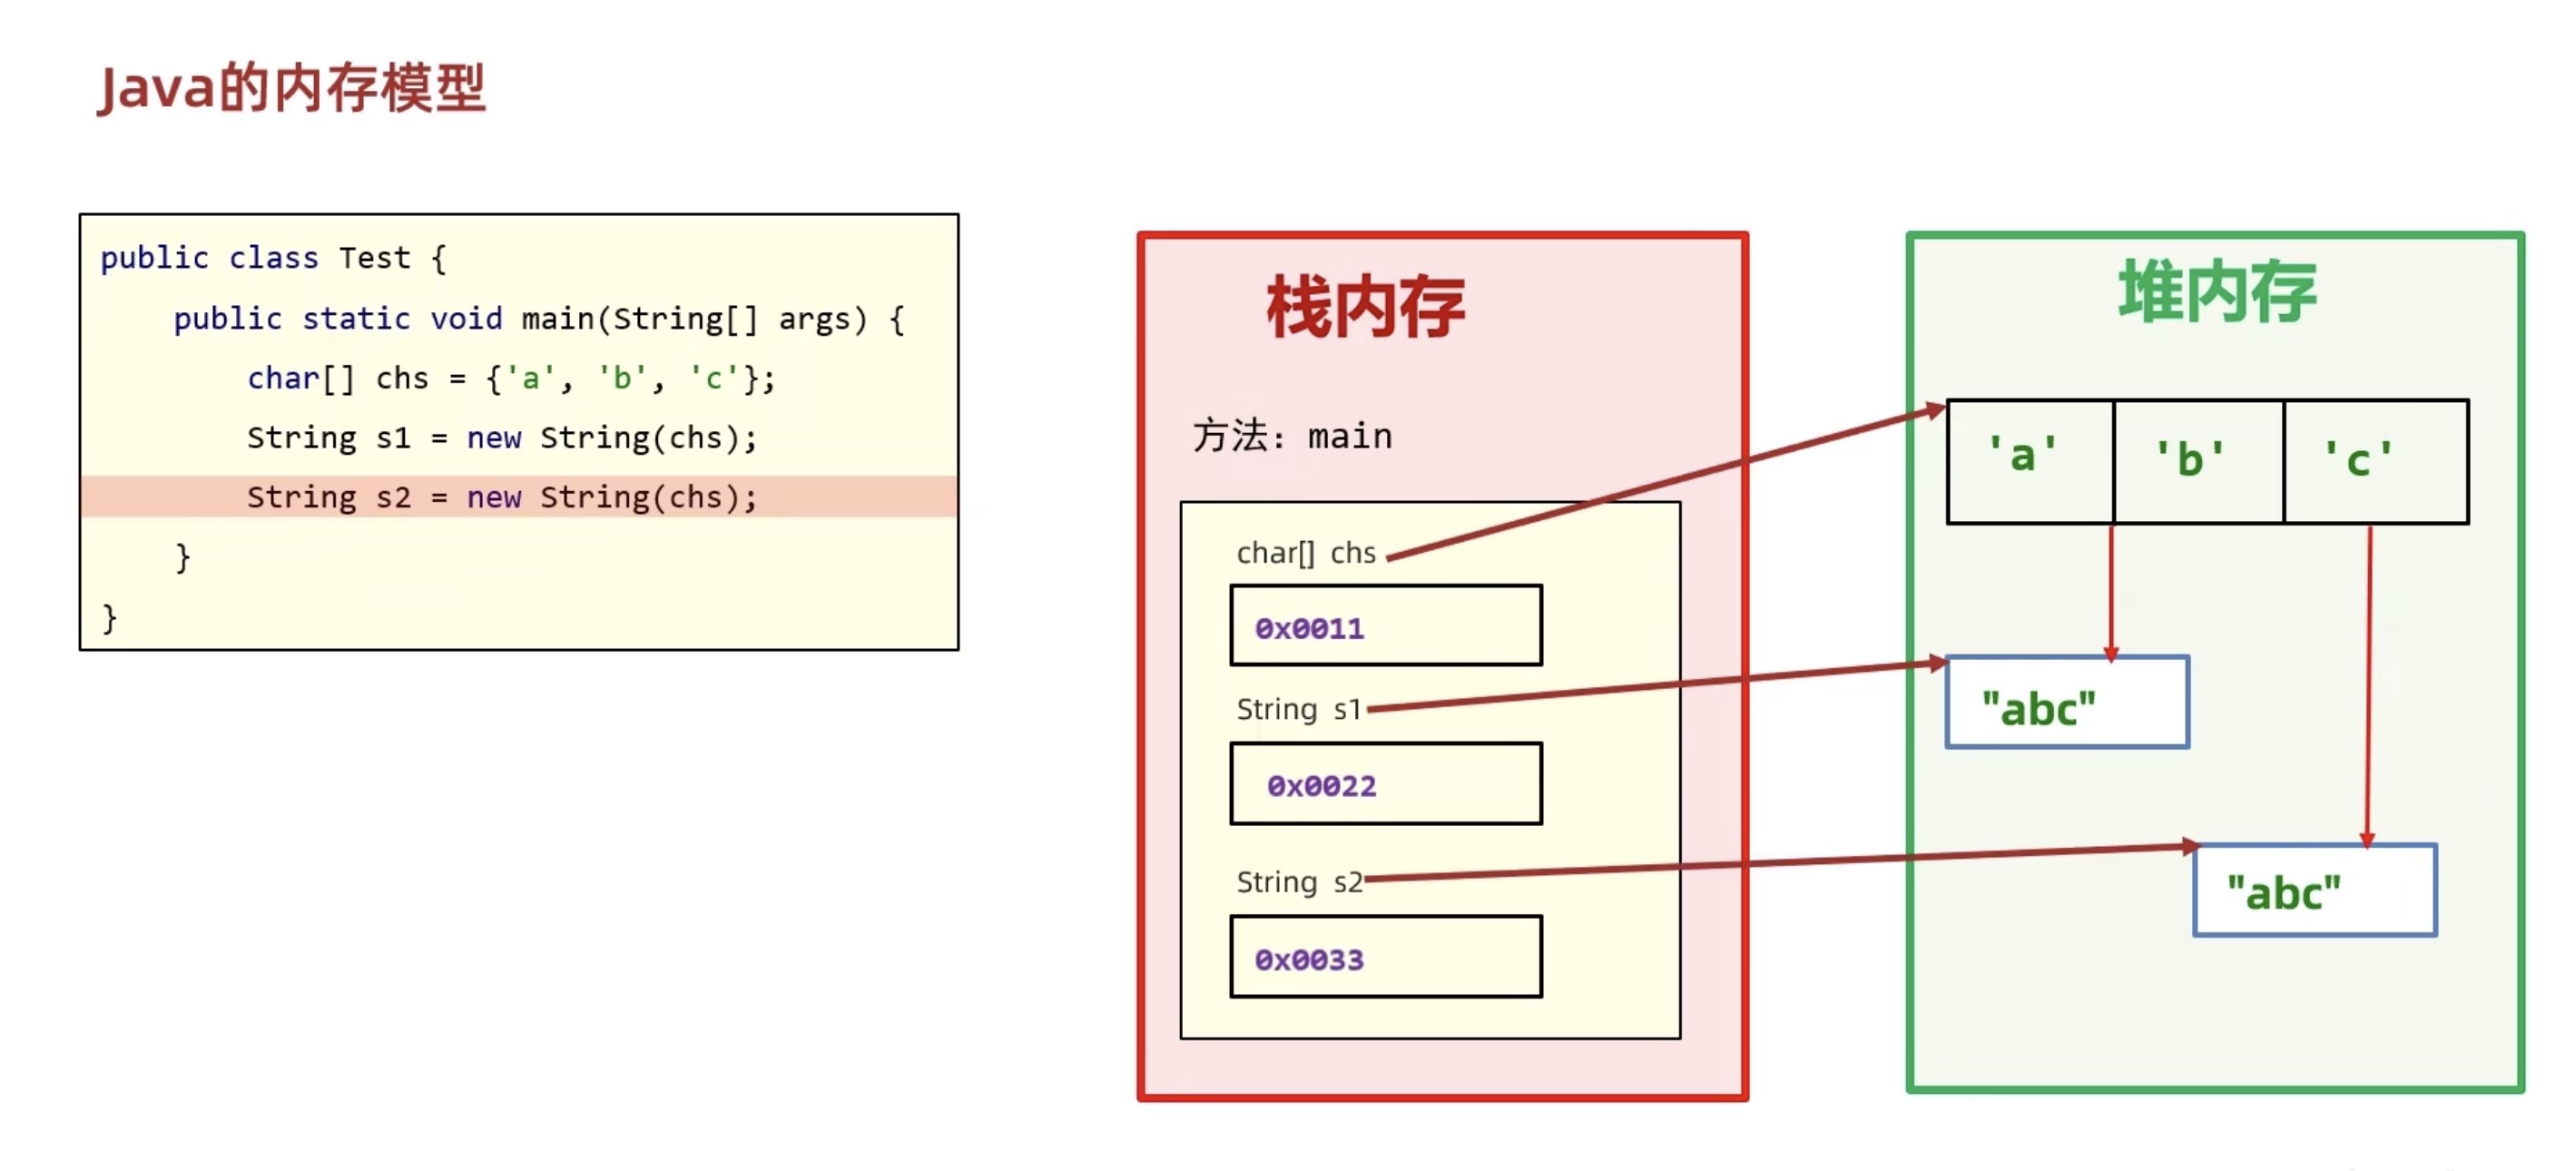 Java的内存模型
public class Test {
public static void main(String[] args) {
char[] chs = {'a', 'b', 'c'};
String s1 = new String(chs);
String s2 = new String(chs);
}
}
栈内存
方法: main
char[] chs
0x0011
String s1
0x0022
String s2
0x0033
堆内存
'a' 'b' 'c'
"abc"
"abc"